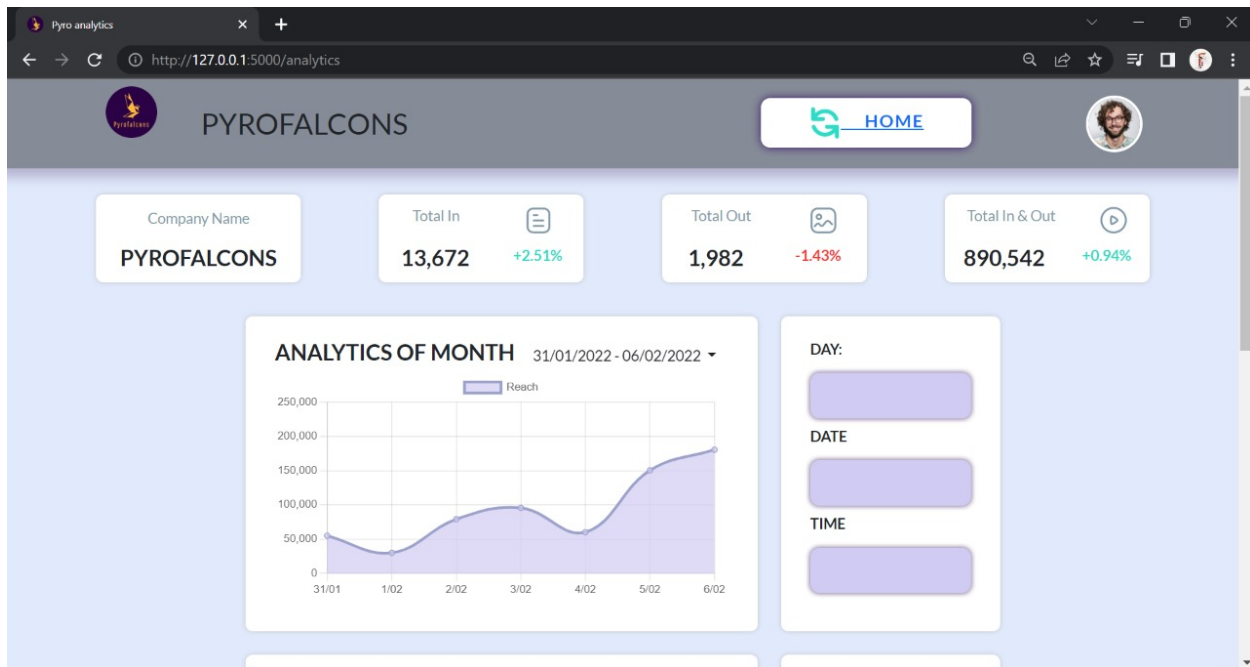 Pyro analytics
http://127.0.0.1:5000/analytics
Pyrofalcons
PYROFALCONS
HOME
Company Name
PYROFALCONS
Total In
13,672 +2.51%
Total Out
1,982 -1.43%
Total In & Out
890,542 +0.94%
ANALYTICS OF MONTH 31/01/2022 - 06/02/2022
Reach
250,000
200,000
150,000
100,000
50,000
0
31/01 1/02 2/02 3/02 4/02 5/02 6/02
DAY:
DATE
TIME